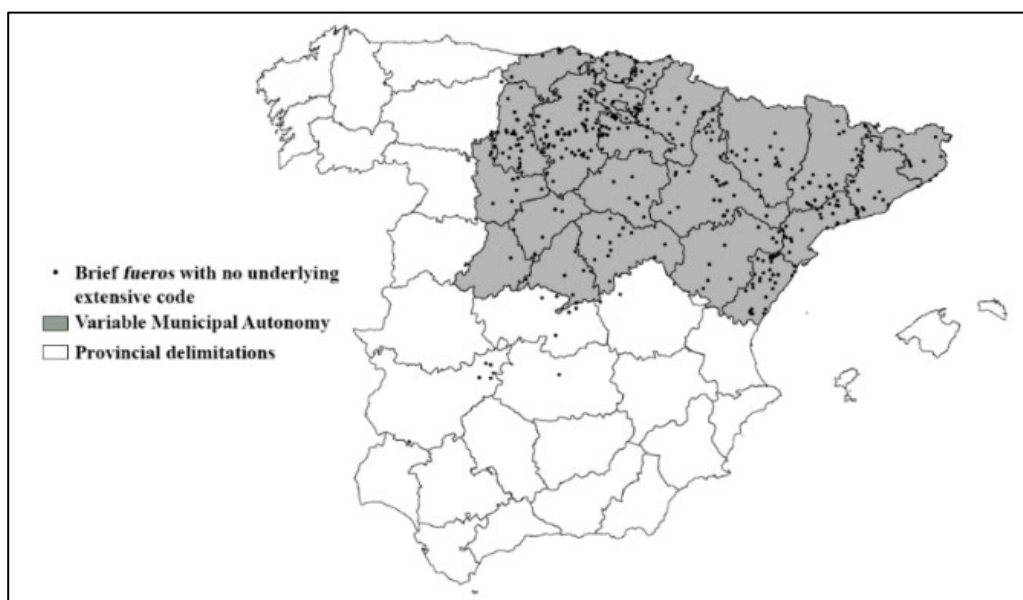 Brief fueros with no underlying
extensive code
Variable Municipal Autonomy
Provincial delimitations